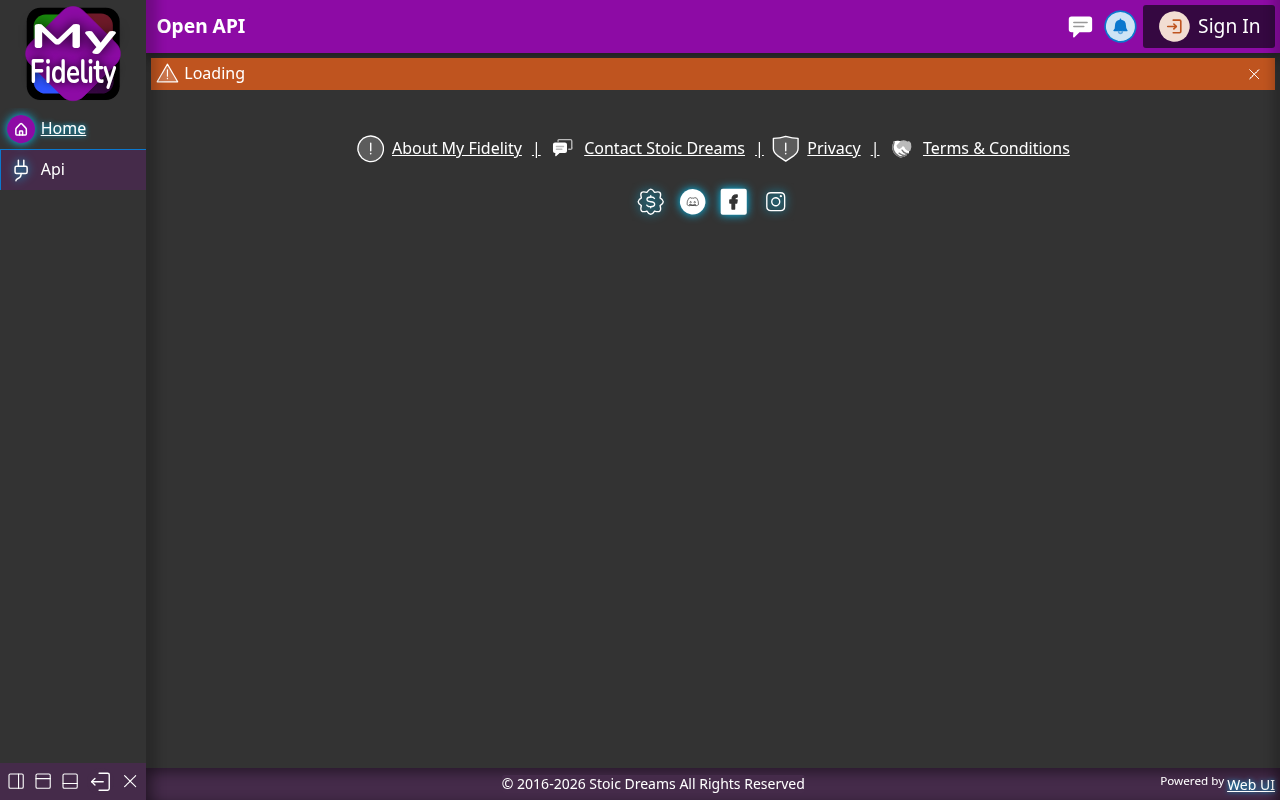 My
Fidelity
Open API
Sign In
Home
Api
Loading
About My Fidelity | Contact Stoic Dreams | Privacy | Terms & Conditions
© 2016-2026 Stoic Dreams All Rights Reserved
Powered by Web UI